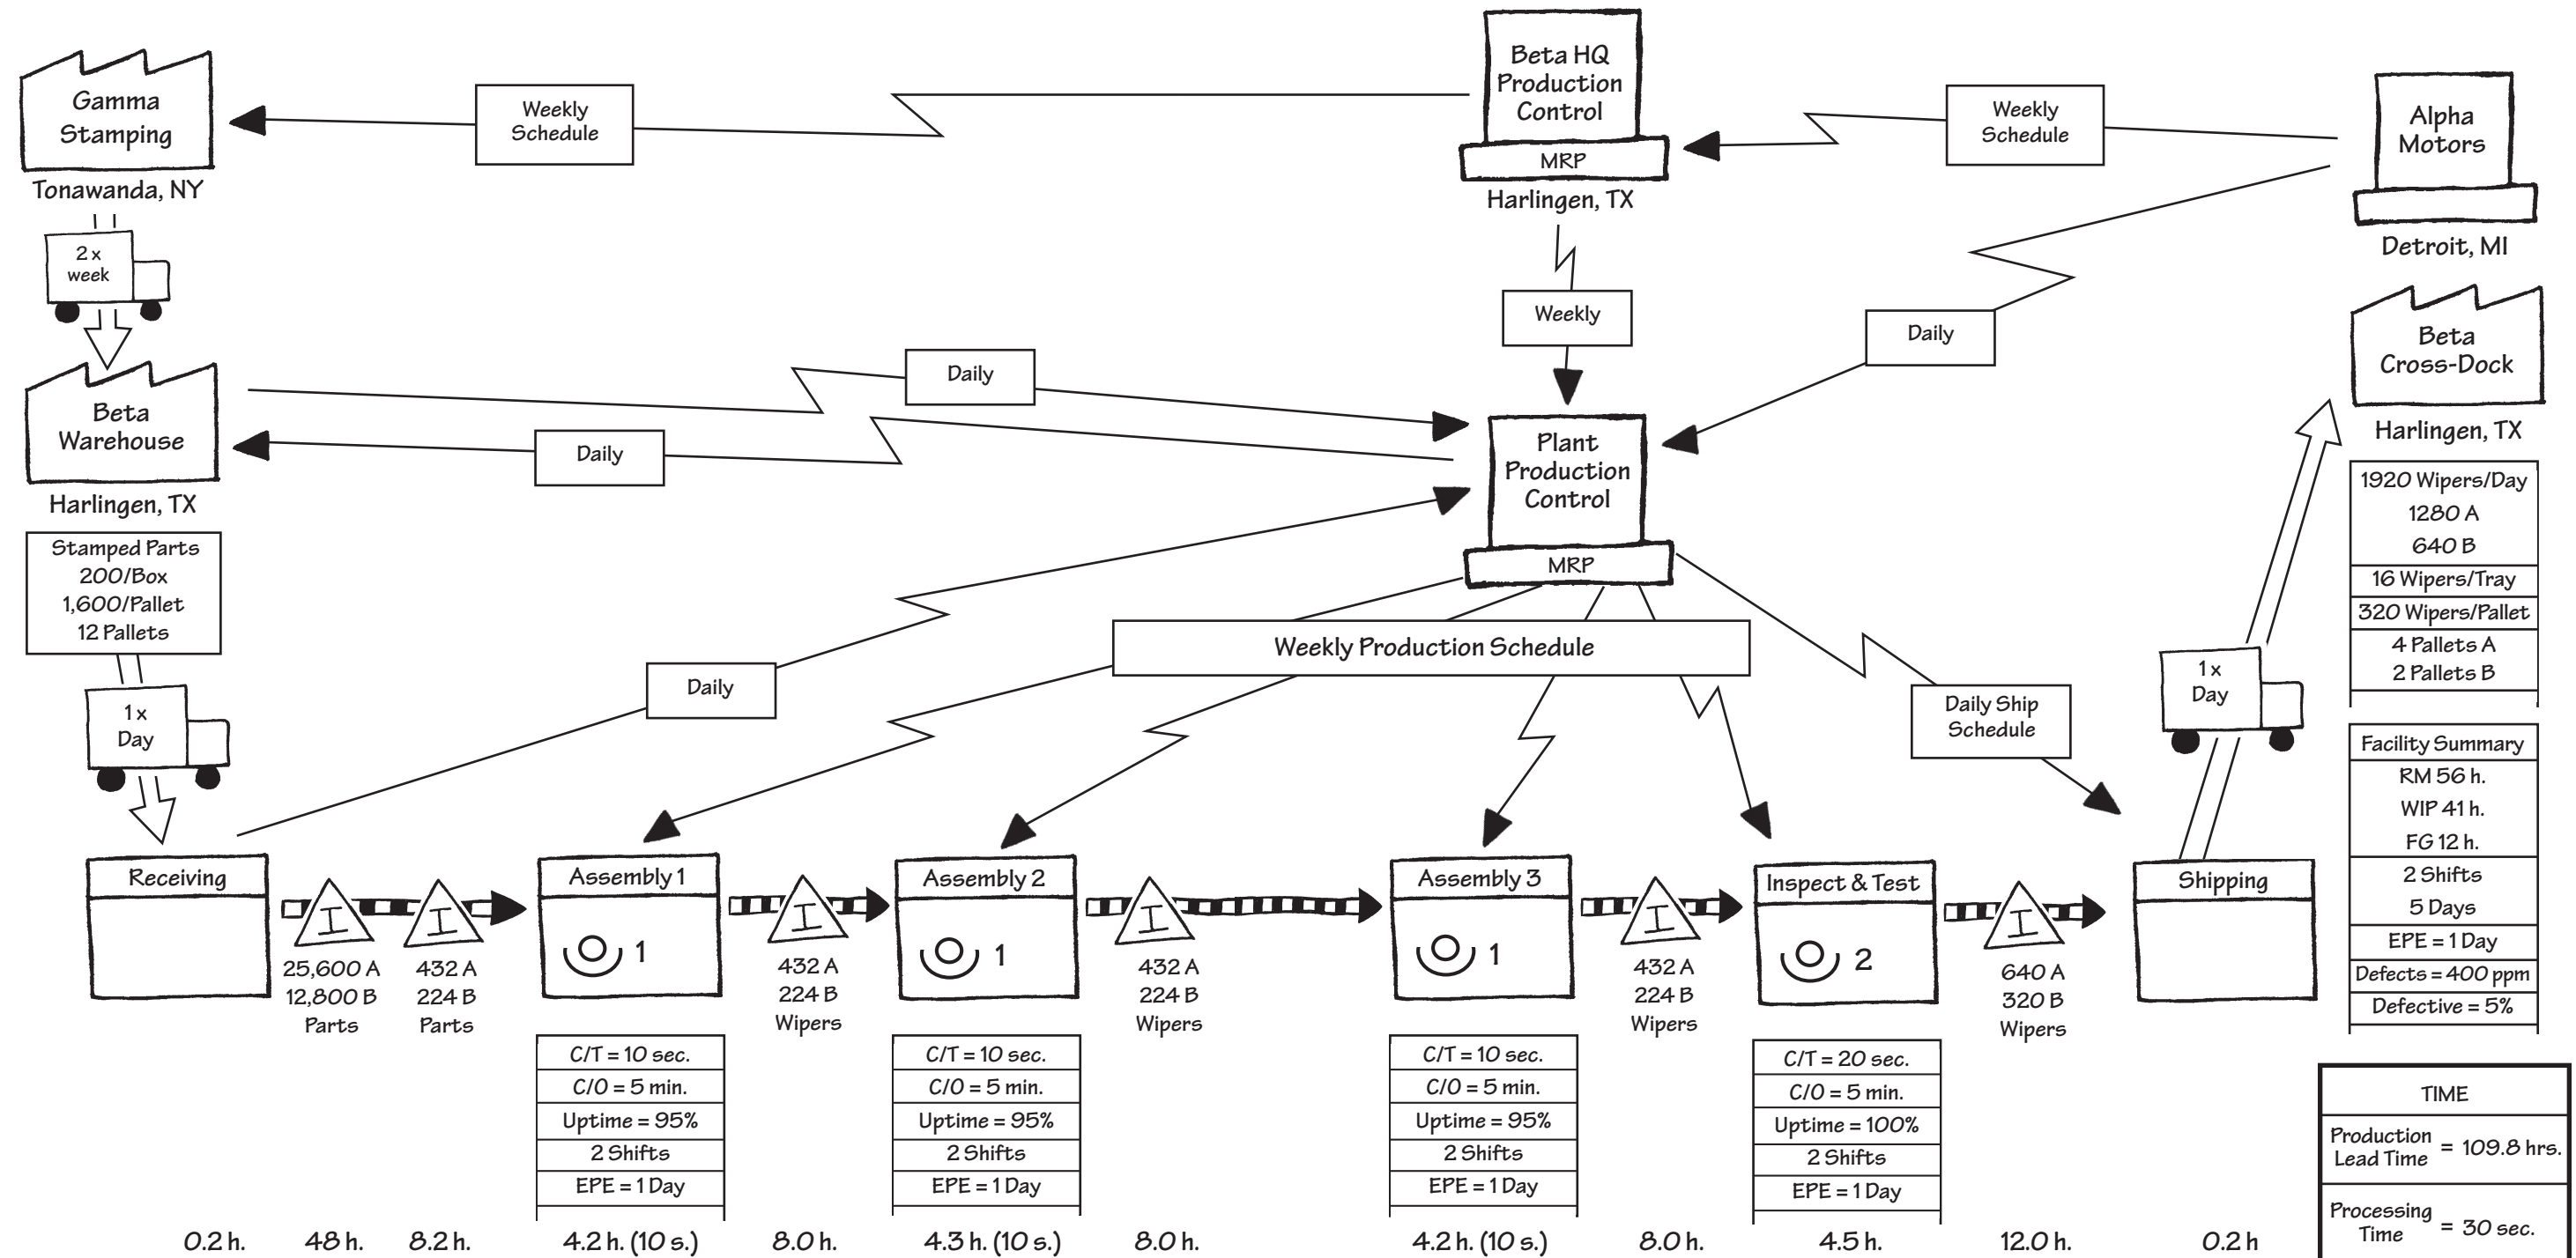 Gamma
Stamping
Tonawanda, NY
Weekly
Schedule
Beta HQ
Production
Control
MRP
Harlingen, TX
Weekly
Schedule
Alpha
Motors
Detroit, MI
2 x
week
Weekly
Daily
Beta
Cross-Dock
Harlingen, TX
Beta
Warehouse
Harlingen, TX
Daily
Daily
Plant
Production
Control
MRP
Stamped Parts
200/Box
1,600/Pallet
12 Pallets
1920 Wipers/Day
1280 A
640 B
16 Wipers/Tray
320 Wipers/Pallet
4 Pallets A
2 Pallets B
1 x
Day
Daily
Weekly Production Schedule
Daily Ship
Schedule
1 x
Day
Facility Summary
RM 56 h.
WIP 41 h.
FG 12 h.
2 Shifts
5 Days
EPE = 1 Day
Defects = 400 ppm
Defective = 5%
Receiving
I
25,600 A
12,800 B
Parts
I
432 A
224 B
Parts
Assembly 1
1
I
432 A
224 B
Wipers
Assembly 2
1
I
432 A
224 B
Wipers
Assembly 3
1
I
432 A
224 B
Wipers
Inspect & Test
2
I
640 A
320 B
Wipers
Shipping
C/T = 10 sec.
C/O = 5 min.
Uptime = 95%
2 Shifts
EPE = 1 Day
C/T = 10 sec.
C/O = 5 min.
Uptime = 95%
2 Shifts
EPE = 1 Day
C/T = 10 sec.
C/O = 5 min.
Uptime = 95%
2 Shifts
EPE = 1 Day
C/T = 20 sec.
C/O = 5 min.
Uptime = 100%
2 Shifts
EPE = 1 Day
TIME
Production
Lead Time = 109.8 hrs.
Processing
Time = 30 sec.
0.2 h. 48 h. 8.2 h. 4.2 h. (10 s.) 8.0 h. 4.3 h. (10 s.) 8.0 h. 4.2 h. (10 s.) 8.0 h. 4.5 h. 12.0 h. 0.2 h